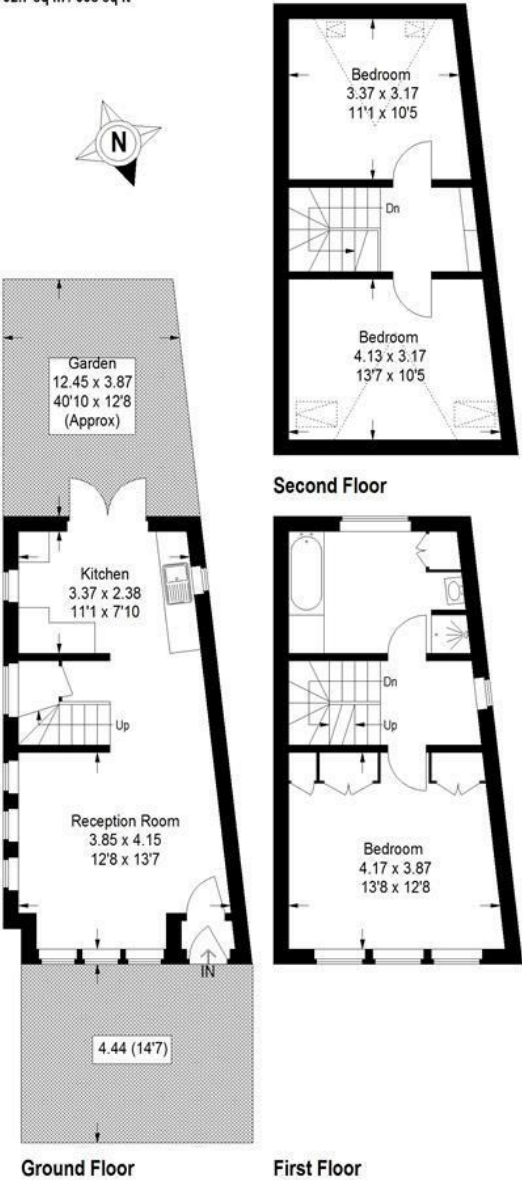 N
Bedroom
3.37 x 3.17
11'1 x 10'5
Dn
Bedroom
4.13 x 3.17
13'7 x 10'5
Second Floor
Garden
12.45 x 3.87
40'10 x 12'8
(Approx)
Kitchen
3.37 x 2.38
11'1 x 7'10
Up
Reception Room
3.85 x 4.15
12'8 x 13'7
IN
4.44 (14'7)
Ground Floor
Dn
Up
Bedroom
4.17 x 3.87
13'8 x 12'8
First Floor